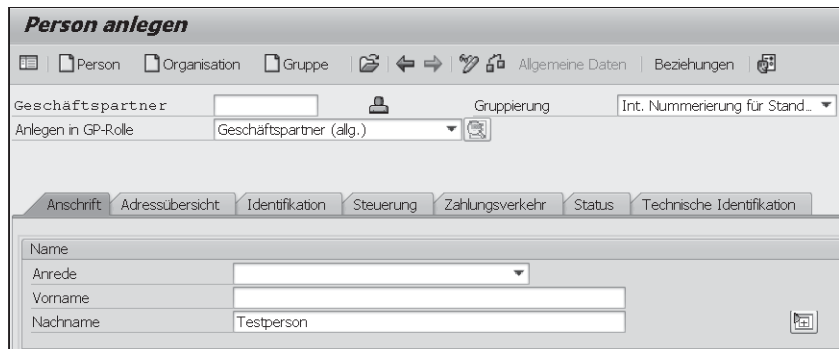 Person anlegen
Person Organisation Gruppe Allgemeine Daten Beziehungen
Geschäftspartner Gruppierung Int. Nummerierung für Stand...
Anlegen in GP-Rolle Geschäftspartner (allg.)
Anschrift Adressübersicht Identifikation Steuerung Zahlungsverkehr Status Technische Identifikation
Name
Anrede
Vorname
Nachname Testperson